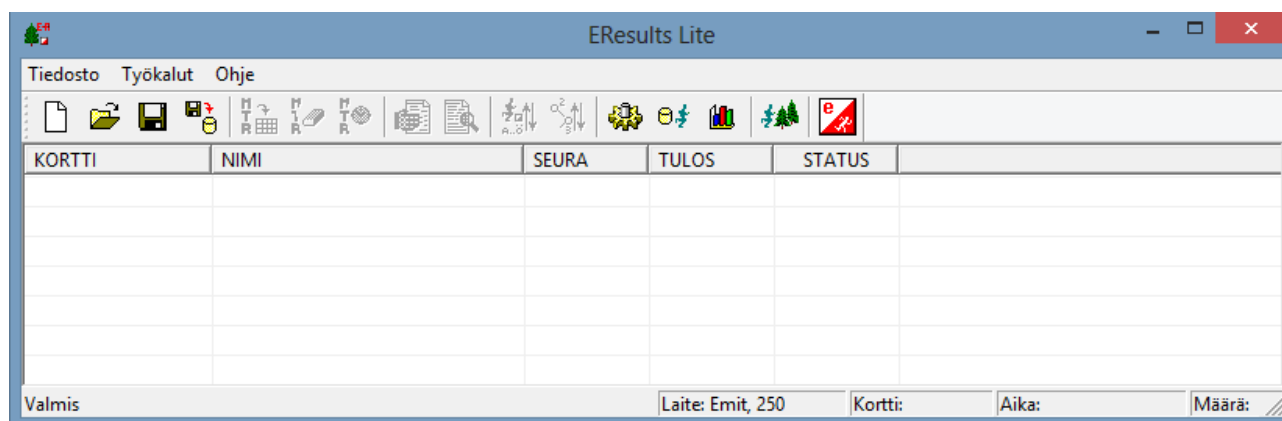 EResults Lite
Tiedosto Työkalut Ohje
KORTTI NIMI SEURA TULOS STATUS
Valmis Laite: Emit, 250 Kortti: Aika: Määrä: